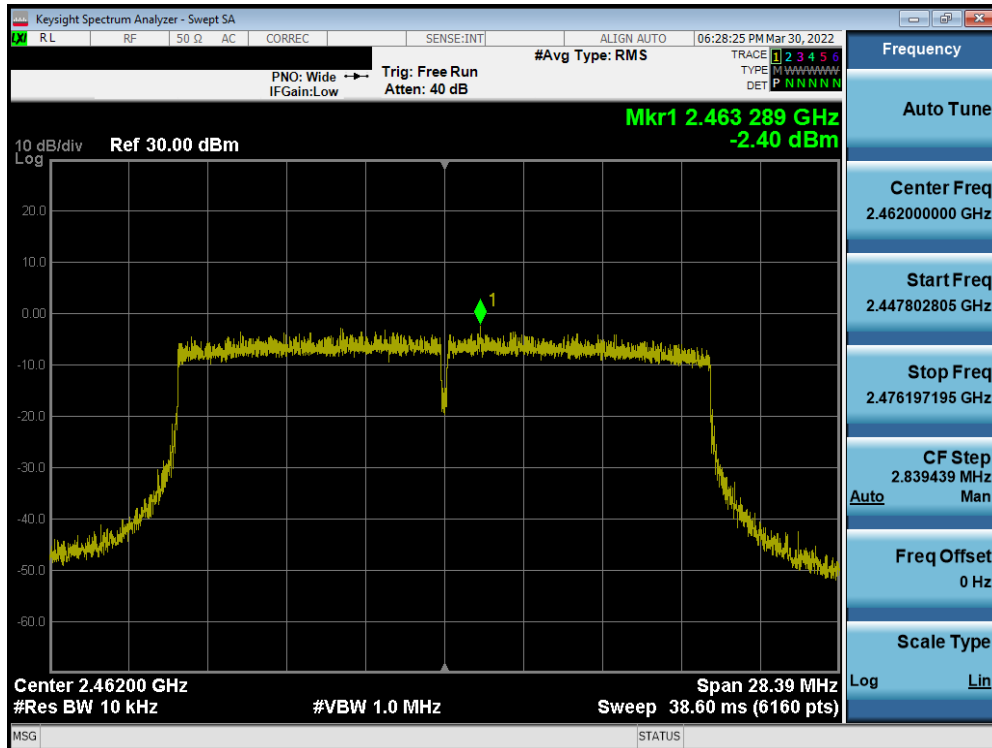 Keysight Spectrum Analyzer - Swept SA
LXI RL RF 50 Ω AC CORREC SENSE:INT ALIGN AUTO 06:28:25 PM Mar 30, 2022
#Avg Type: RMS
TRACE 1 2 3 4 5 6
TYPE M W W W W W
DET P N N N N N
PNO: Wide
IFGain:Low
Trig: Free Run
Atten: 40 dB
Mkr1 2.463 289 GHz
-2.40 dBm
10 dB/div Ref 30.00 dBm
Log
20.0
10.0
0.00
-10.0
-20.0
-30.0
-40.0
-50.0
-60.0
1
Center 2.46200 GHz Span 28.39 MHz
#Res BW 10 kHz #VBW 1.0 MHz Sweep 38.60 ms (6160 pts)
MSG STATUS
Frequency
Auto Tune
Center Freq
2.462000000 GHz
Start Freq
2.447802805 GHz
Stop Freq
2.476197195 GHz
CF Step
2.839439 MHz
Auto Man
Freq Offset
0 Hz
Scale Type
Log Lin